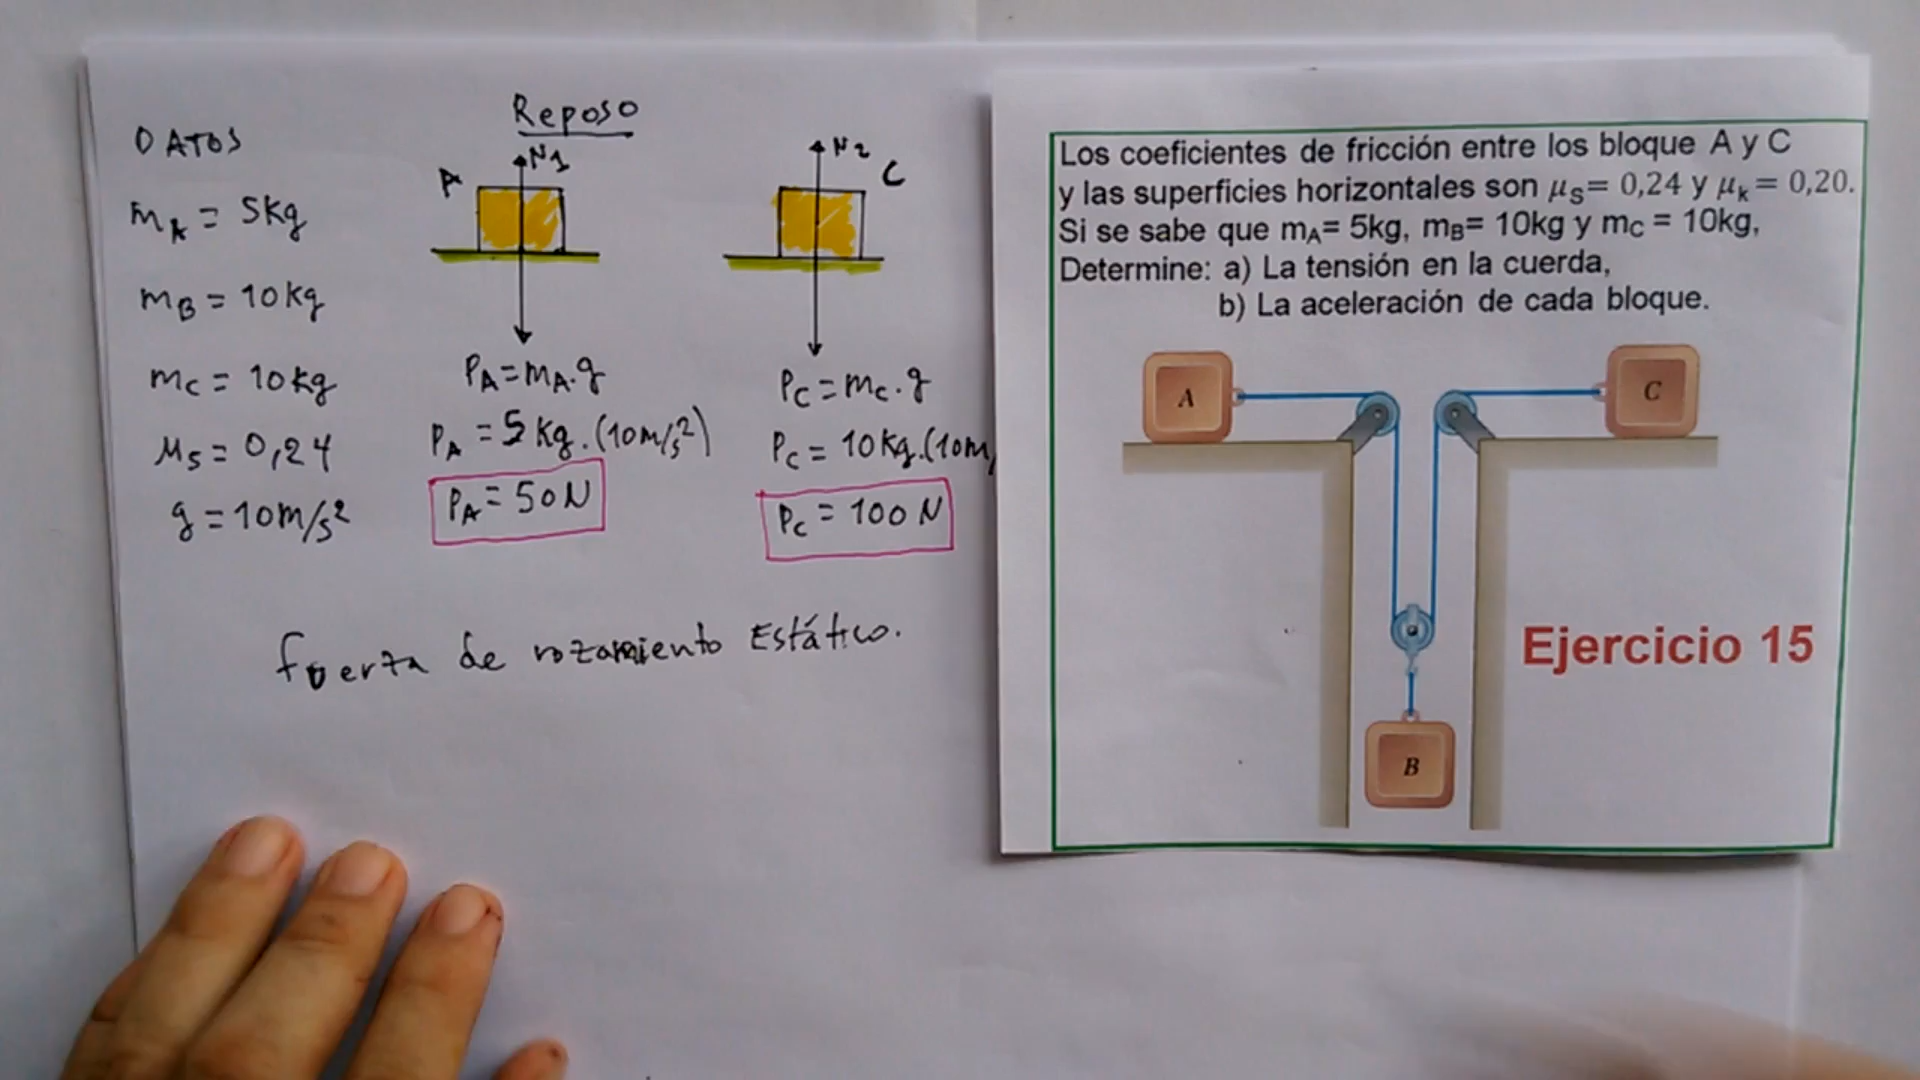 DATOS
mA = 5kg
mB = 10kg
mC = 10kg
μS = 0,24
g = 10m/s²
Reposo
A
N1
PA = mA.g
PA = 5 kg.(10m/s²)
PA = 50N
N2
C
PC = mC.g
PC = 10kg.(10m
PC = 100 N
fuerza de rozamiento Estático.
Los coeficientes de fricción entre los bloque A y C
y las superficies horizontales son μS= 0,24 y μk = 0,20.
Si se sabe que mA= 5kg, mB= 10kg y mC = 10kg,
Determine: a) La tensión en la cuerda,
b) La aceleración de cada bloque.
A
C
B
Ejercicio 15